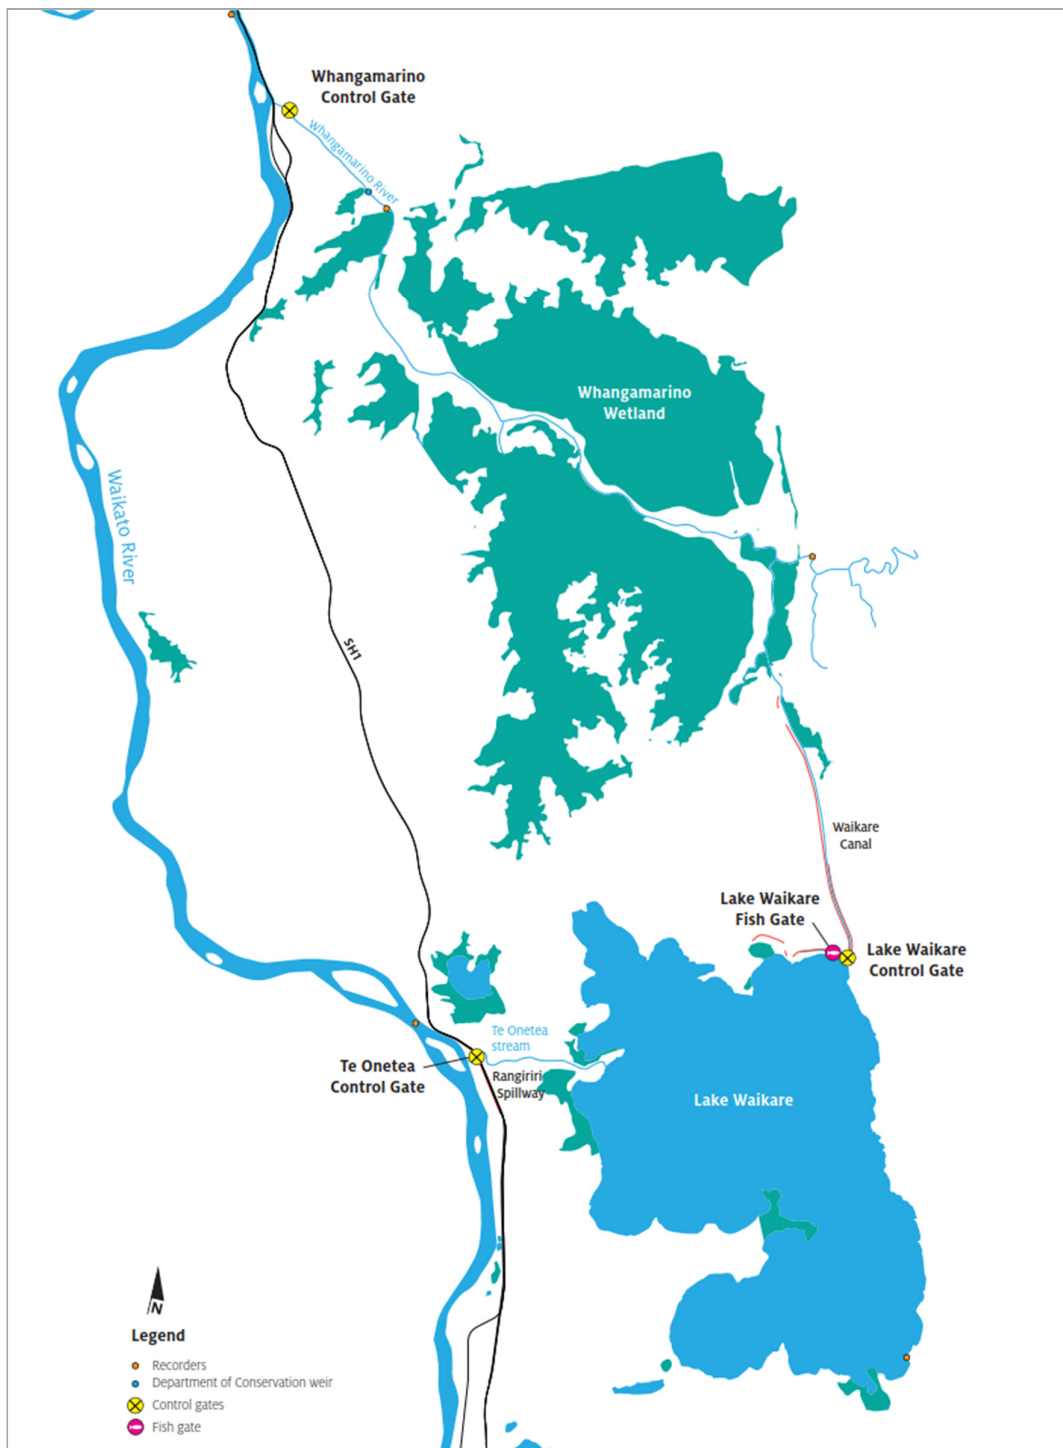 Whangamarino
Control Gate
Whangamarino River
Whangamarino
Wetland
Waikato River
SH1
Waikare
Canal
Lake Waikare
Fish Gate
Lake Waikare
Control Gate
Te Onetea
stream
Te Onetea
Control Gate
Rangiriri
Spillway
Lake Waikare
N
Legend
Recorders
Department of Conservation weir
Control gates
Fish gate